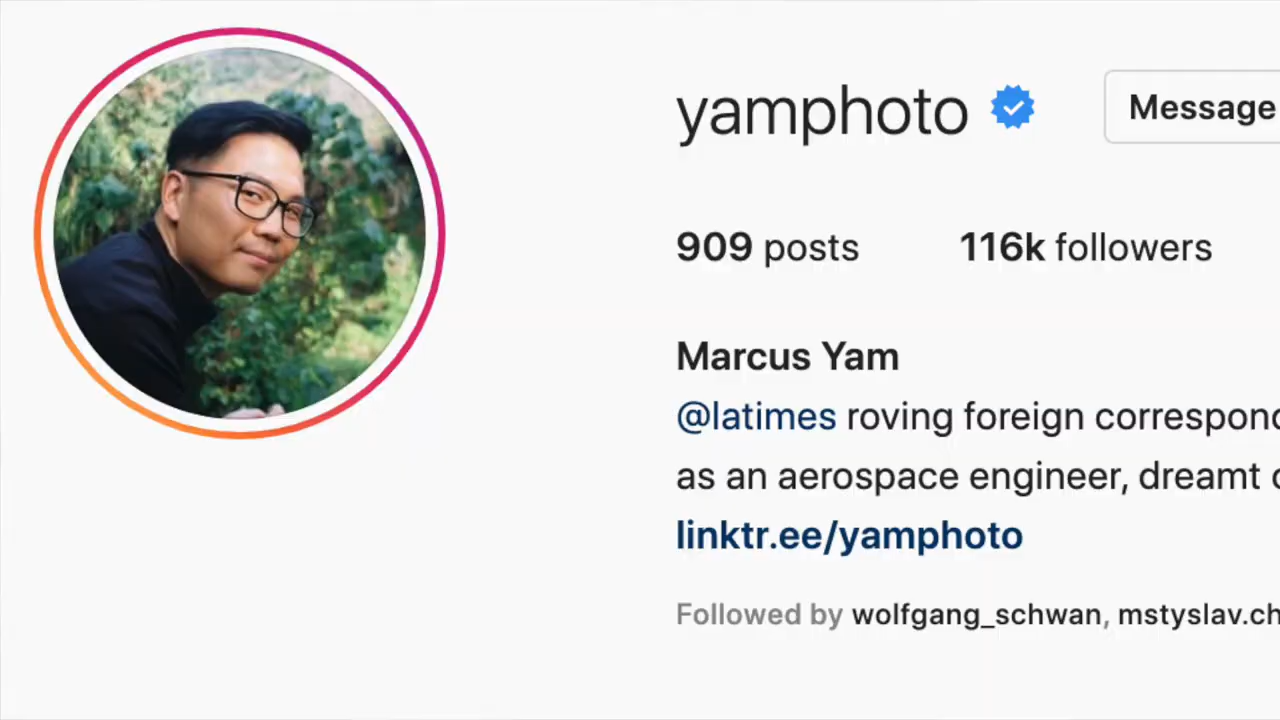 yamphoto
Message
909 posts 116k followers
Marcus Yam
@latimes roving foreign
as an aerospace engineer, dreamt
linktr.ee/yamphoto
Followed by wolfgang_schwan,